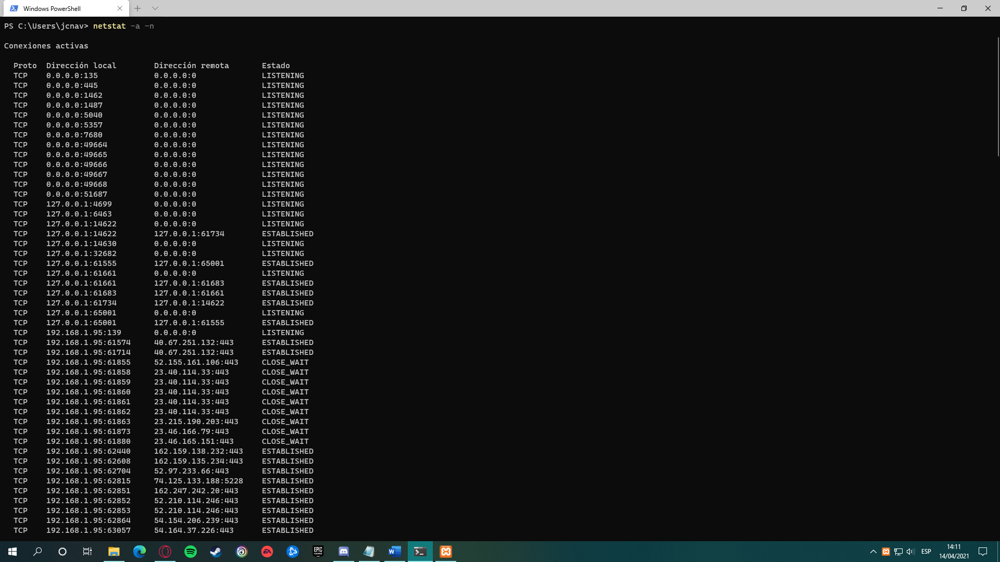 Windows PowerShell
PS C:\Users\jcnav> netstat -a -n
Conexiones activas
Proto  Dirección local        Dirección remota       Estado
TCP    0.0.0.0:135            0.0.0.0:0              LISTENING
TCP    0.0.0.0:445            0.0.0.0:0              LISTENING
TCP    0.0.0.0:1462           0.0.0.0:0              LISTENING
TCP    0.0.0.0:1487           0.0.0.0:0              LISTENING
TCP    0.0.0.0:5040           0.0.0.0:0              LISTENING
TCP    0.0.0.0:5357           0.0.0.0:0              LISTENING
TCP    0.0.0.0:7680           0.0.0.0:0              LISTENING
TCP    0.0.0.0:49664          0.0.0.0:0              LISTENING
TCP    0.0.0.0:49665          0.0.0.0:0              LISTENING
TCP    0.0.0.0:49666          0.0.0.0:0              LISTENING
TCP    0.0.0.0:49667          0.0.0.0:0              LISTENING
TCP    0.0.0.0:49668          0.0.0.0:0              LISTENING
TCP    0.0.0.0:51687          0.0.0.0:0              LISTENING
TCP    127.0.0.1:4699         0.0.0.0:0              LISTENING
TCP    127.0.0.1:6463         0.0.0.0:0              LISTENING
TCP    127.0.0.1:14622        0.0.0.0:0              LISTENING
TCP    127.0.0.1:14622        127.0.0.1:61734        ESTABLISHED
TCP    127.0.0.1:14630        0.0.0.0:0              LISTENING
TCP    127.0.0.1:32682        0.0.0.0:0              LISTENING
TCP    127.0.0.1:61555        127.0.0.1:65001        ESTABLISHED
TCP    127.0.0.1:61661        0.0.0.0:0              LISTENING
TCP    127.0.0.1:61661        127.0.0.1:61683        ESTABLISHED
TCP    127.0.0.1:61683        127.0.0.1:61661        ESTABLISHED
TCP    127.0.0.1:61734        127.0.0.1:14622        ESTABLISHED
TCP    127.0.0.1:65001        0.0.0.0:0              LISTENING
TCP    127.0.0.1:65001        127.0.0.1:61555        ESTABLISHED
TCP    192.168.1.95:139       0.0.0.0:0              LISTENING
TCP    192.168.1.95:61574     40.67.251.132:443      ESTABLISHED
TCP    192.168.1.95:61714     40.67.251.132:443      ESTABLISHED
TCP    192.168.1.95:61855     52.155.161.106:443     CLOSE_WAIT
TCP    192.168.1.95:61858     23.40.114.33:443       CLOSE_WAIT
TCP    192.168.1.95:61859     23.40.114.33:443       CLOSE_WAIT
TCP    192.168.1.95:61860     23.40.114.33:443       CLOSE_WAIT
TCP    192.168.1.95:61861     23.40.114.33:443       CLOSE_WAIT
TCP    192.168.1.95:61862     23.40.114.33:443       CLOSE_WAIT
TCP    192.168.1.95:61863     23.215.190.203:443     CLOSE_WAIT
TCP    192.168.1.95:61873     23.46.166.79:443       CLOSE_WAIT
TCP    192.168.1.95:61880     23.46.165.151:443      CLOSE_WAIT
TCP    192.168.1.95:62440     162.159.138.232:443    ESTABLISHED
TCP    192.168.1.95:62608     162.159.135.234:443    ESTABLISHED
TCP    192.168.1.95:62704     52.97.233.66:443       ESTABLISHED
TCP    192.168.1.95:62815     74.125.133.188:5228    ESTABLISHED
TCP    192.168.1.95:62851     162.247.242.20:443     ESTABLISHED
TCP    192.168.1.95:62852     52.210.114.246:443     ESTABLISHED
TCP    192.168.1.95:62853     52.210.114.246:443     ESTABLISHED
TCP    192.168.1.95:62864     54.154.206.239:443     ESTABLISHED
TCP    192.168.1.95:63057     54.164.37.226:443      ESTABLISHED
EA
EPIC GAMES
W
ESP
14:11
14/04/2021